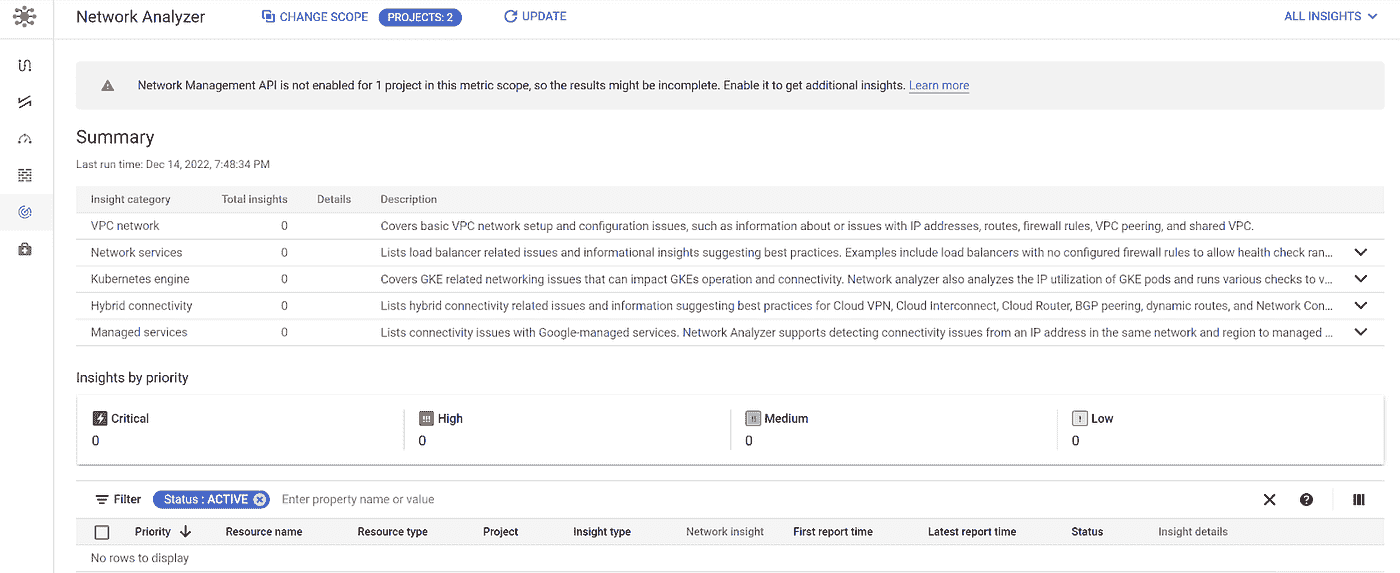 Network Analyzer CHANGE SCOPE PROJECTS: 2 UPDATE ALL INSIGHTS
Network Management API is not enabled for 1 project in this metric scope, so the results might be incomplete. Enable it to get additional insights. Learn more
Summary
Last run time: Dec 14, 2022, 7:48:34 PM
Insight category Total insights Details Description
VPC network 0 Covers basic VPC network setup and configuration issues, such as information about or issues with IP addresses, routes, firewall rules, VPC peering, and shared VPC.
Network services 0 Lists load balancer related issues and informational insights suggesting best practices. Examples include load balancers with no configured firewall rules to allow health check ran...
Kubernetes engine 0 Covers GKE related networking issues that can impact GKEs operation and connectivity. Network analyzer also analyzes the IP utilization of GKE pods and runs various checks to v...
Hybrid connectivity 0 Lists hybrid connectivity related issues and information suggesting best practices for Cloud VPN, Cloud Interconnect, Cloud Router, BGP peering, dynamic routes, and Network Con...
Managed services 0 Lists connectivity issues with Google-managed services. Network Analyzer supports detecting connectivity issues from an IP address in the same network and region to managed ...
Insights by priority
Critical High Medium Low
0 0 0 0
Filter Status : ACTIVE Enter property name or value
Priority Resource name Resource type Project Insight type Network insight First report time Latest report time Status Insight details
No rows to display